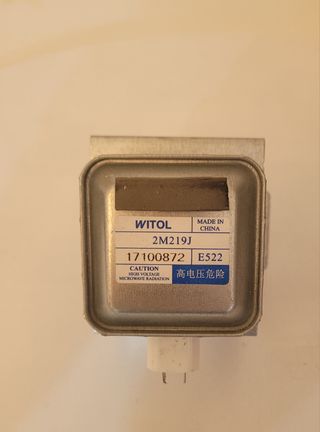 WITOL
MADE IN
CHINA
2M219J
17100872
E522
CAUTION
HIGH VOLTAGE
MICROWAVE RADIATION
高电压危险